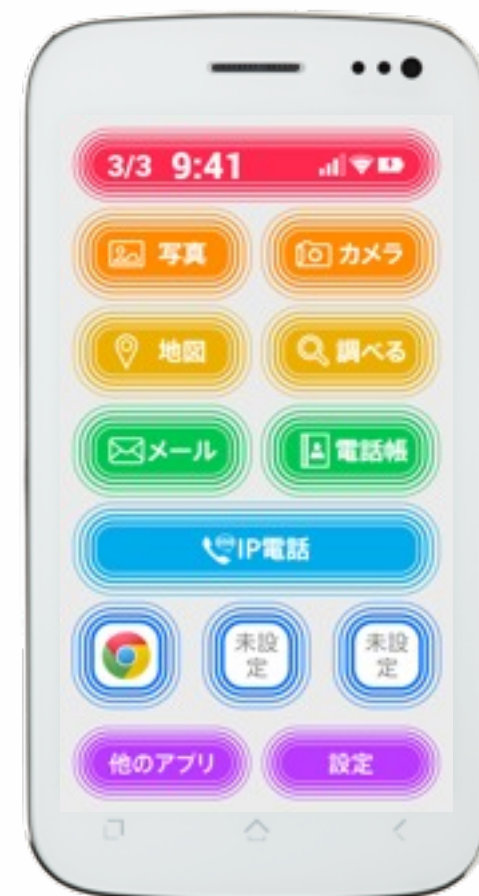 3/3 9:41
写真 カメラ
地図 調べる
メール 電話帳
IP電話
未設
定
未設
定
他のアプリ 設定